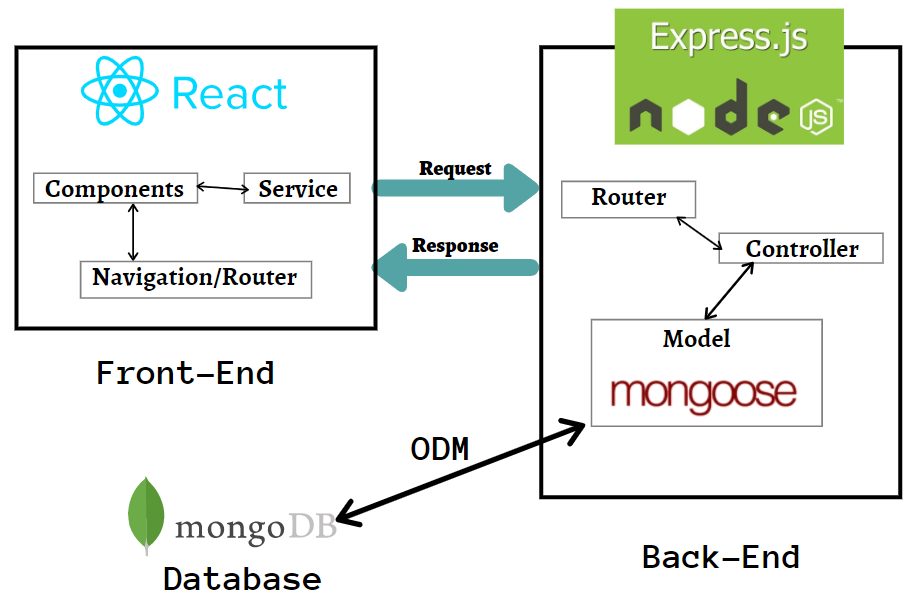 React
Components
Service
Navigation/Router
Front-End
Request
Response
Express.js
node
JS
™
Router
Controller
Model
mongoose
Back-End
ODM
mongoDB
Database